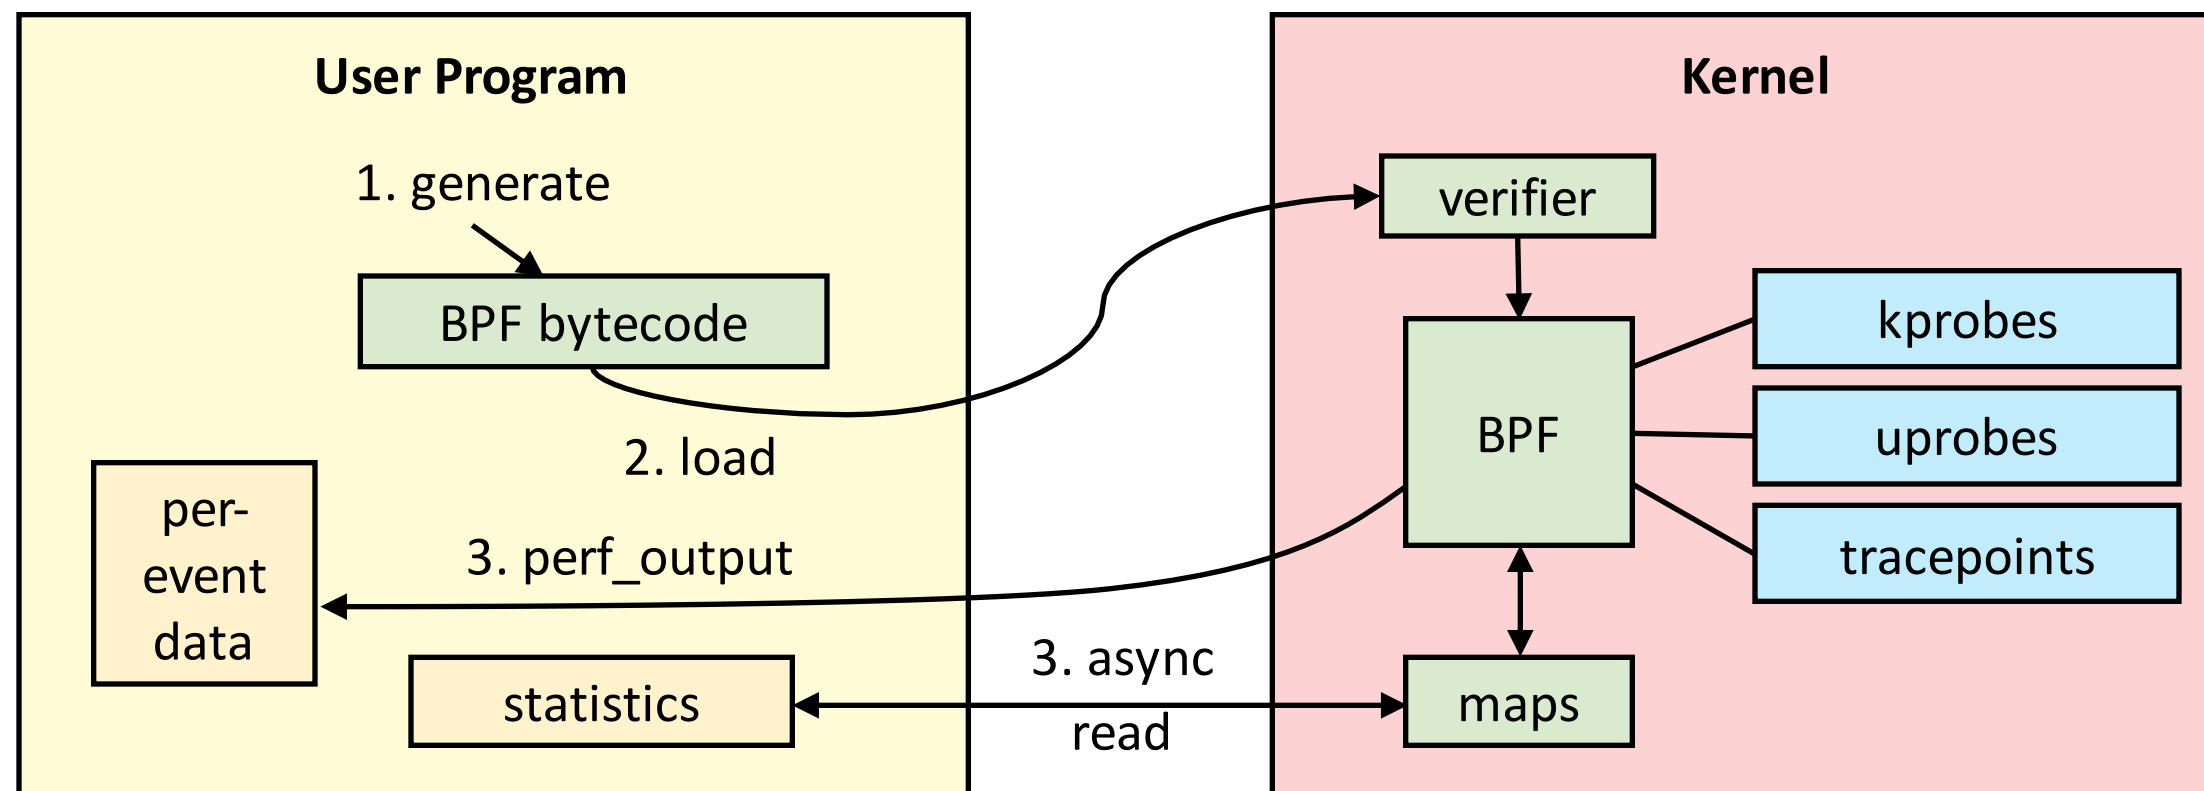 User Program
1. generate
BPF bytecode
2. load
per-
event
data
3. perf_output
statistics
3. async
read
Kernel
verifier
BPF
kprobes
uprobes
tracepoints
maps